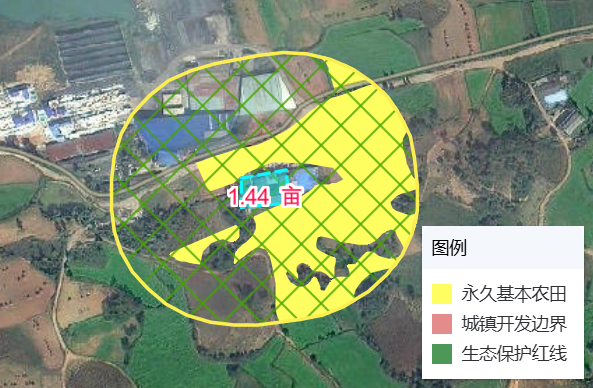 1.44 亩
图例
永久基本农田
城镇开发边界
生态保护红线